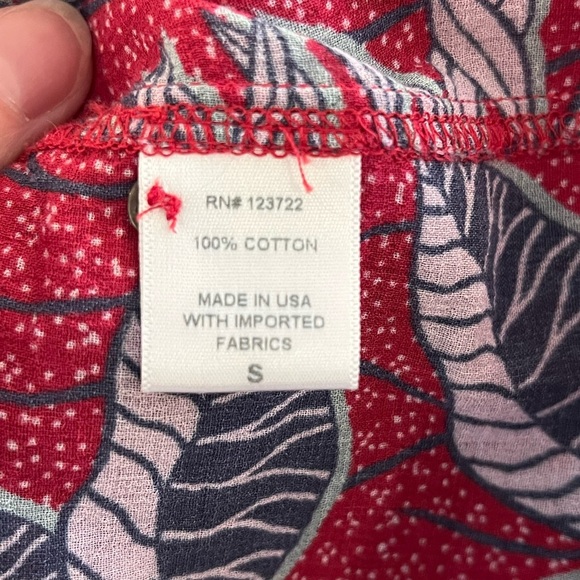 RN# 123722
100% COTTON
MADE IN USA
WITH IMPORTED
FABRICS
S